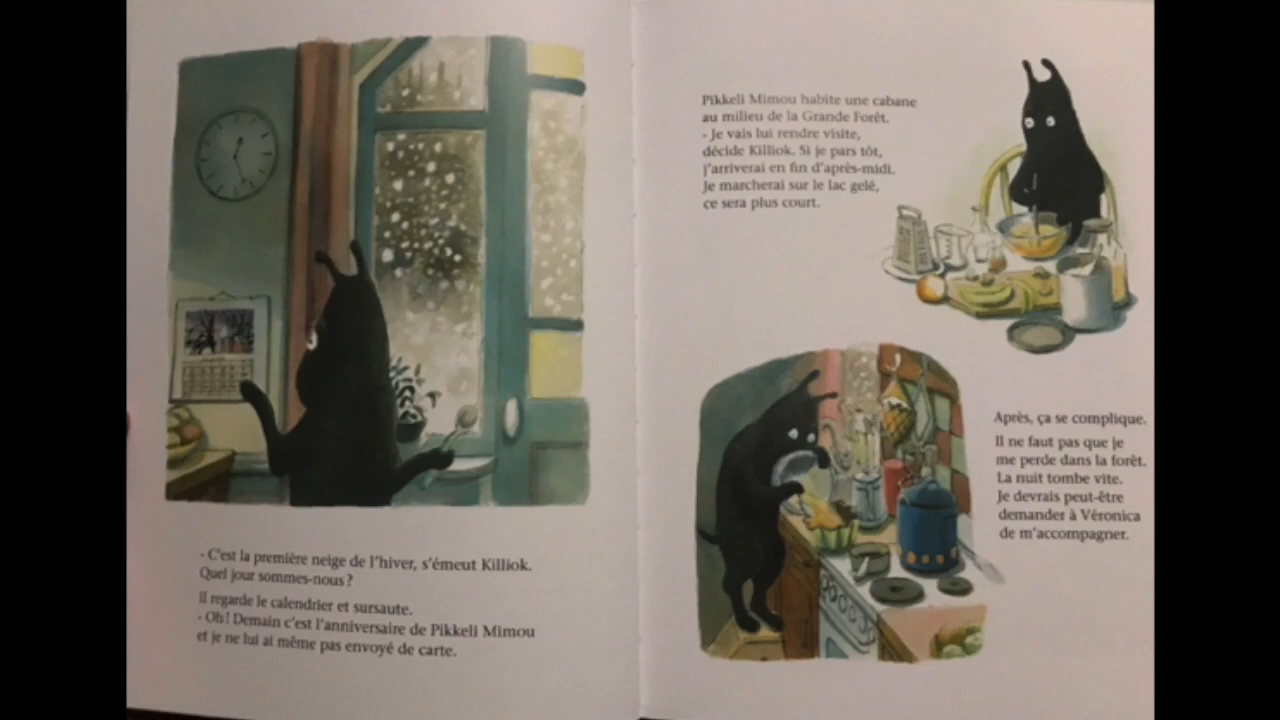 - C'est la première neige de l'hiver, s'émeut Killiok.
Quel jour sommes-nous ?
Il regarde le calendrier et sursaute.
- Oh ! Demain c'est l'anniversaire de Pikkeli Mimou
et je ne lui ai même pas envoyé de carte.
Pikkeli Mimou habite une cabane
au milieu de la Grande Forêt.
- Je vais lui rendre visite,
décide Killiok. Si je pars tôt,
j'arriverai en fin d'après-midi.
Je marcherai sur le lac gelé,
ce sera plus court.
Après, ça se complique.
Il ne faut pas que je
me perde dans la forêt.
La nuit tombe vite.
Je devrais peut-être
demander à Véronica
de m'accompagner.